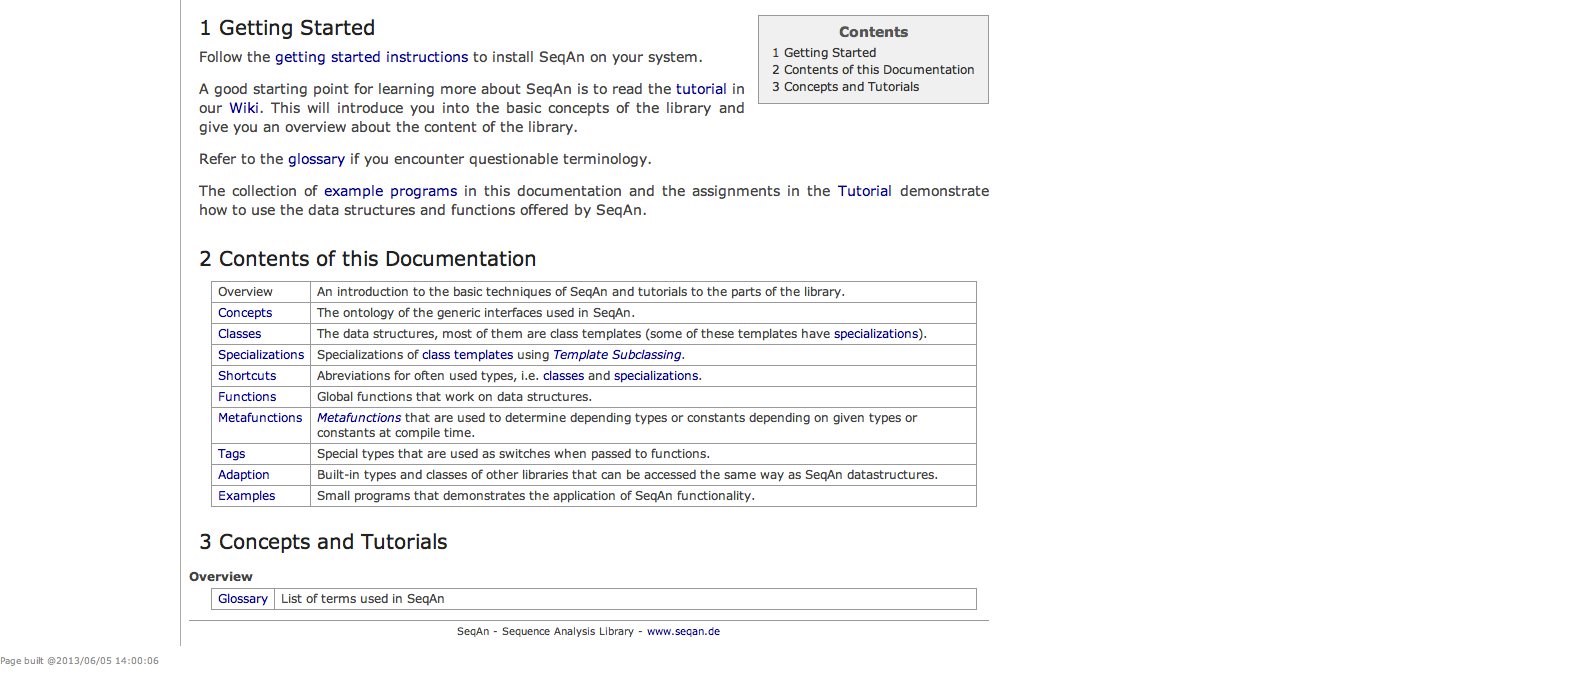 1 Getting Started
Contents
1 Getting Started
2 Contents of this Documentation
3 Concepts and Tutorials
Follow the getting started instructions to install SeqAn on your system.
A good starting point for learning more about SeqAn is to read the tutorial in
our Wiki. This will introduce you into the basic concepts of the library and
give you an overview about the content of the library.
Refer to the glossary if you encounter questionable terminology.
The collection of example programs in this documentation and the assignments in the Tutorial demonstrate
how to use the data structures and functions offered by SeqAn.
2 Contents of this Documentation
Overview An introduction to the basic techniques of SeqAn and tutorials to the parts of the library.
Concepts The ontology of the generic interfaces used in SeqAn.
Classes The data structures, most of them are class templates (some of these templates have specializations).
Specializations Specializations of class templates using Template Subclassing.
Shortcuts Abreviations for often used types, i.e. classes and specializations.
Functions Global functions that work on data structures.
Metafunctions Metafunctions that are used to determine depending types or constants depending on given types or
constants at compile time.
Tags Special types that are used as switches when passed to functions.
Adaption Built-in types and classes of other libraries that can be accessed the same way as SeqAn datastructures.
Examples Small programs that demonstrates the application of SeqAn functionality.
3 Concepts and Tutorials
Overview
Glossary List of terms used in SeqAn
SeqAn - Sequence Analysis Library - www.seqan.de
Page built @2013/06/05 14:00:06